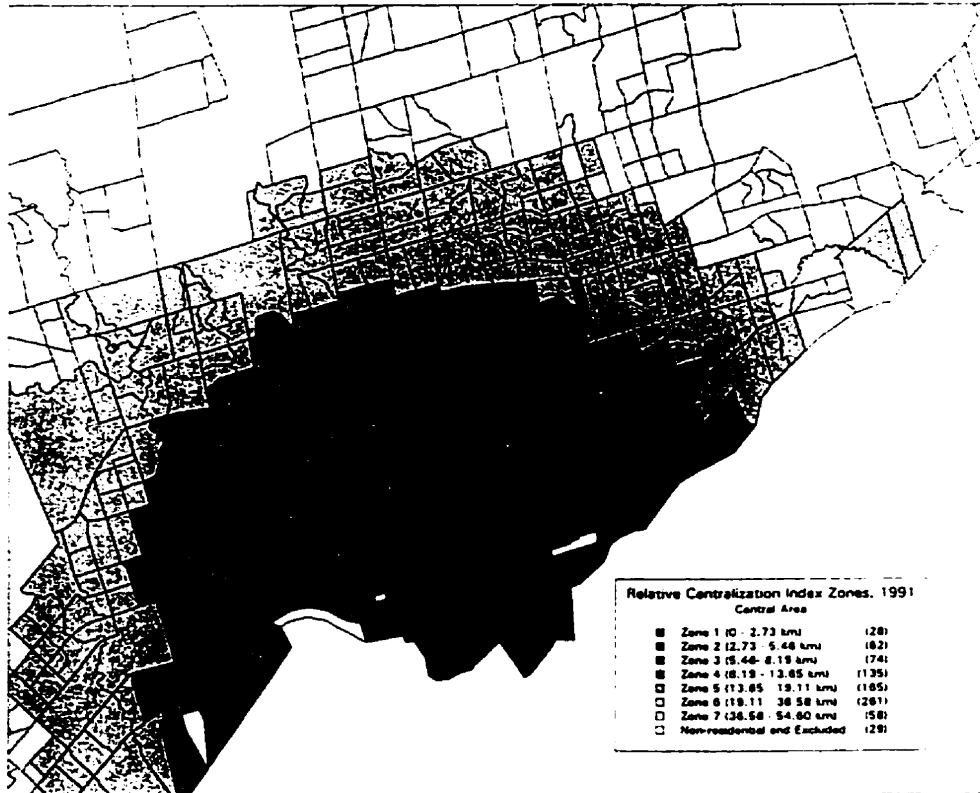 Relative Centralization Index Zones, 1991
Central Area
Zone 1 (0 - 2.73 km) (28)
Zone 2 (2.73 - 5.46 km) (62)
Zone 3 (5.46- 8.19 km) (74)
Zone 4 (8.19 - 13.65 km) (135)
Zone 5 (13.65 19.11 km) (165)
Zone 6 (19.11 38.58 km) (261)
Zone 7 (38.58 - 54.60 km) (58)
Non-residential and Excluded (29)